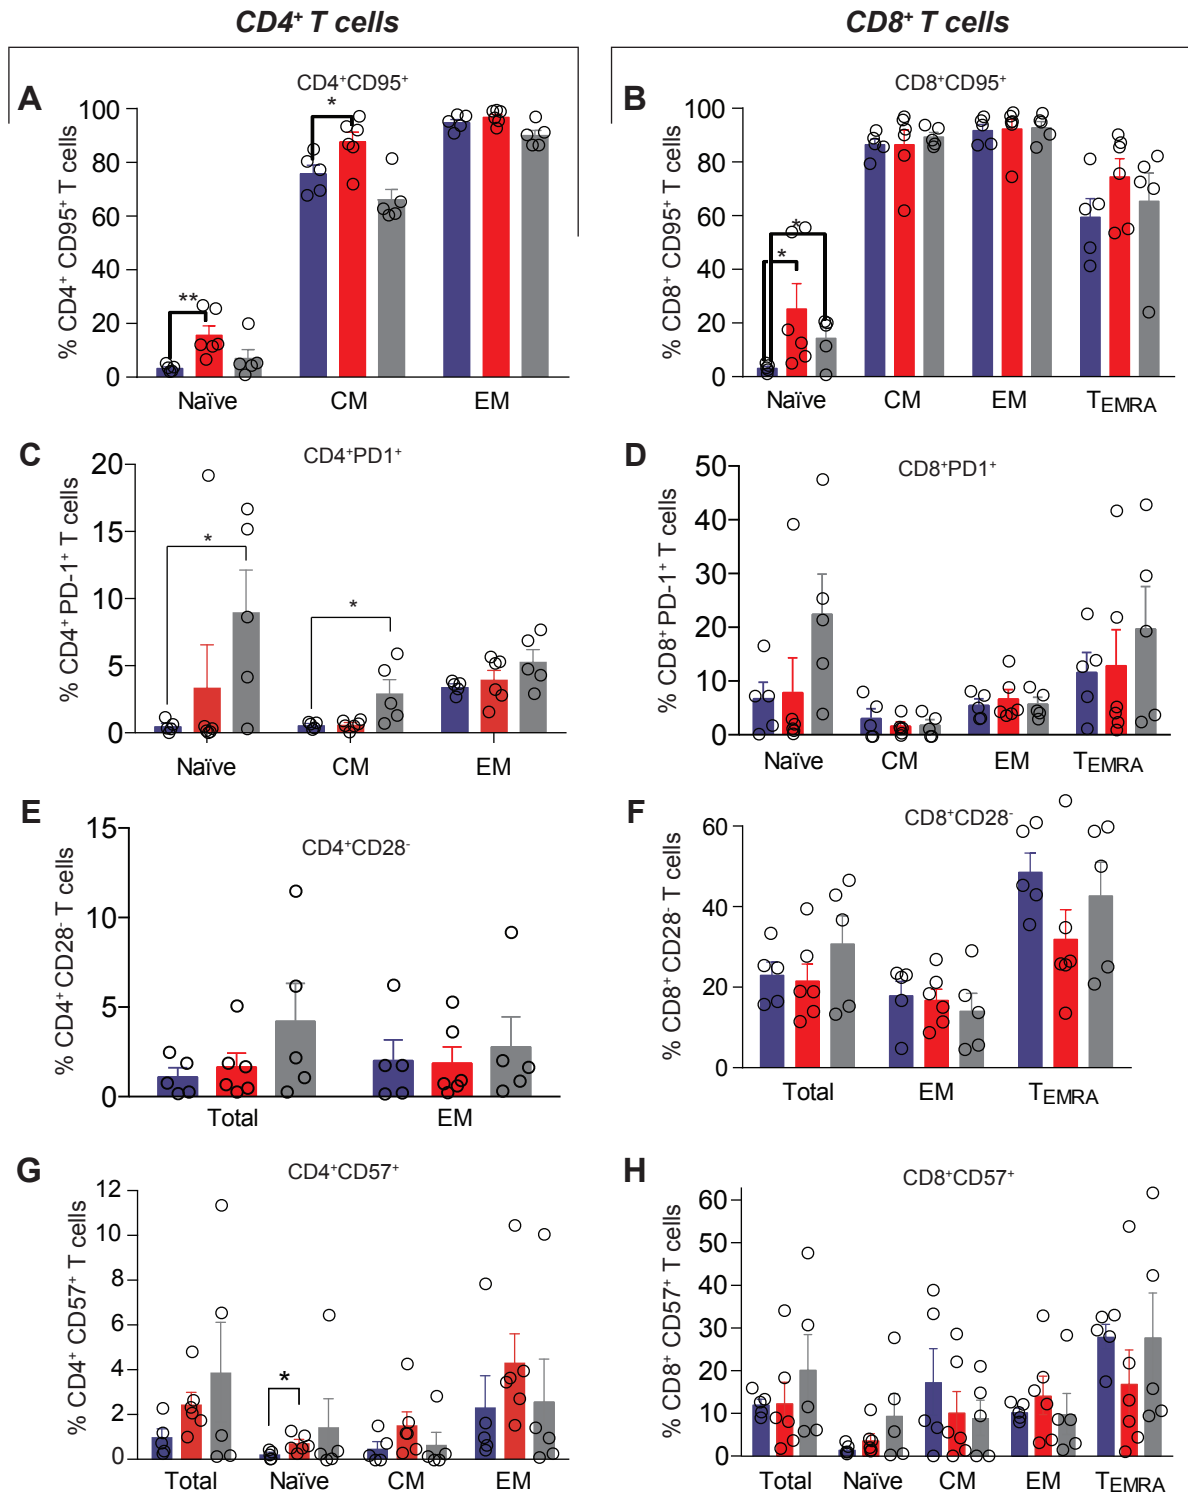 CD4⁺ T cells
CD8⁺ T cells
A
CD4⁺CD95⁺
% CD4⁺ CD95⁺ T cells
100
80
60
40
20
0
**
*
Naïve CM EM
B
CD8⁺CD95⁺
% CD8⁺ CD95⁺ T cells
100
80
60
40
20
0
*
*
Naïve CM EM TEMRA
C
CD4⁺PD1⁺
% CD4⁺PD-1⁺ T cells
20
15
10
5
0
*
*
Naïve CM EM
D
CD8⁺PD1⁺
% CD8⁺PD-1⁺ T cells
50
40
30
20
10
0
Naïve CM EM TEMRA
E
CD4⁺CD28⁻
% CD4⁺CD28⁻ T cells
15
10
5
0
Total EM
F
CD8⁺CD28⁻
% CD8⁺ CD28⁻ T cells
60
40
20
0
Total EM TEMRA
G
CD4⁺CD57⁺
% CD4⁺ CD57⁺ T cells
12
10
8
6
4
2
0
*
Total Naïve CM EM
H
CD8⁺CD57⁺
% CD8⁺ CD57⁺ T cells
60
50
40
30
20
10
0
Total Naïve CM EM TEMRA